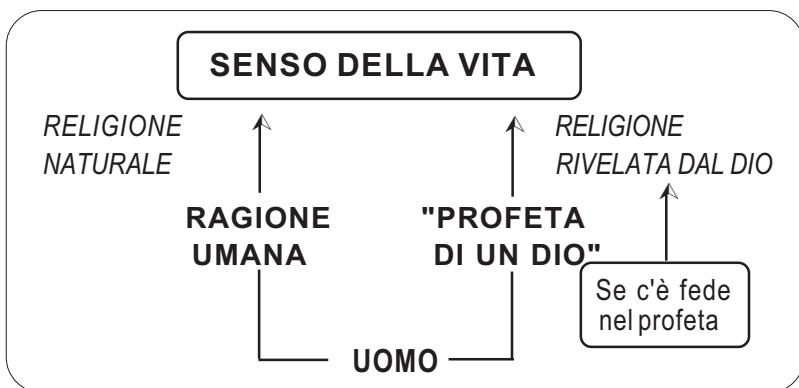 SENSO DELLA VITA
RELIGIONE
NATURALE
RELIGIONE
RIVELATA DAL DIO
RAGIONE
UMANA
"PROFETA
DI UN DIO"
Se c'è fede
nel profeta
UOMO